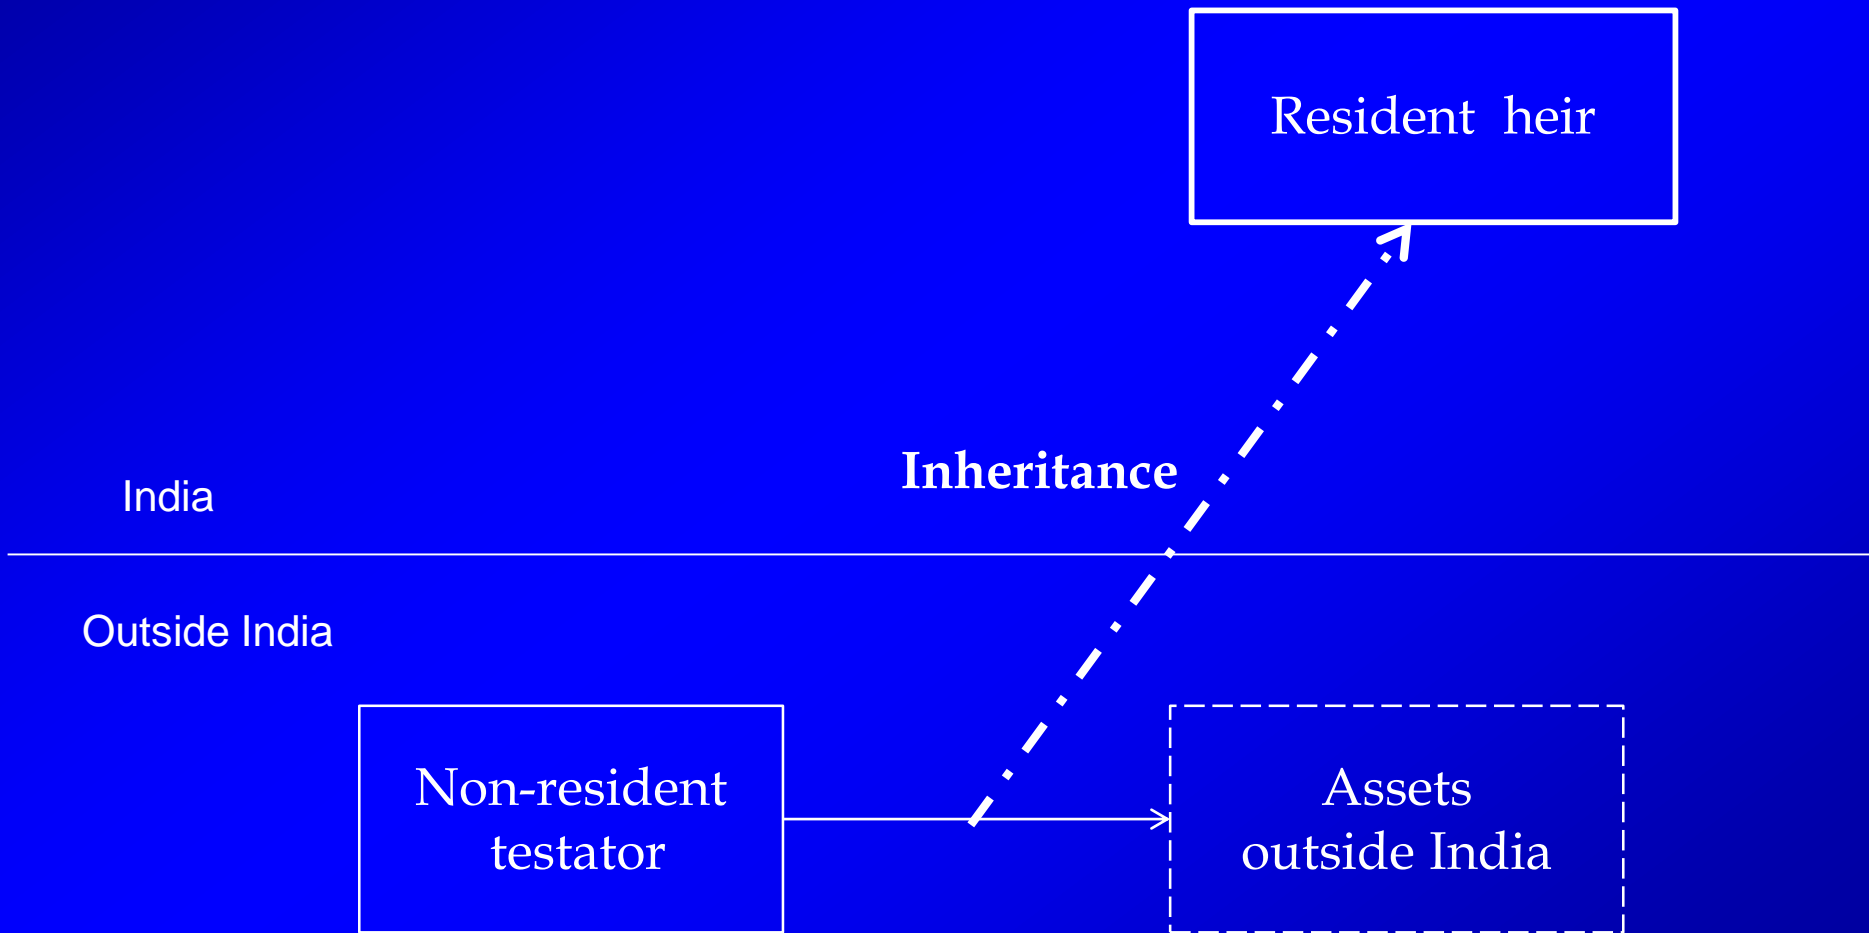 Resident heir
Inheritance
India
Outside India
Non-resident
testator
Assets
outside India